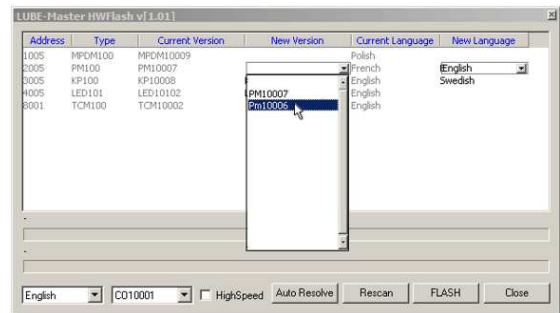 LUBE-Master HWFlash v[1.01]
Address Type Current Version New Version Current Language New Language
1005 MPDM100 MPDM10009 Polish
2005 PM100 PM10007 French English
3005 KP100 KP10008 English Swedish
4005 LED101 LED10102 English
8001 TCM100 TCM10002 English
PM10007
Pm10006
English CO10001 HighSpeed Auto Resolve Rescan FLASH Close